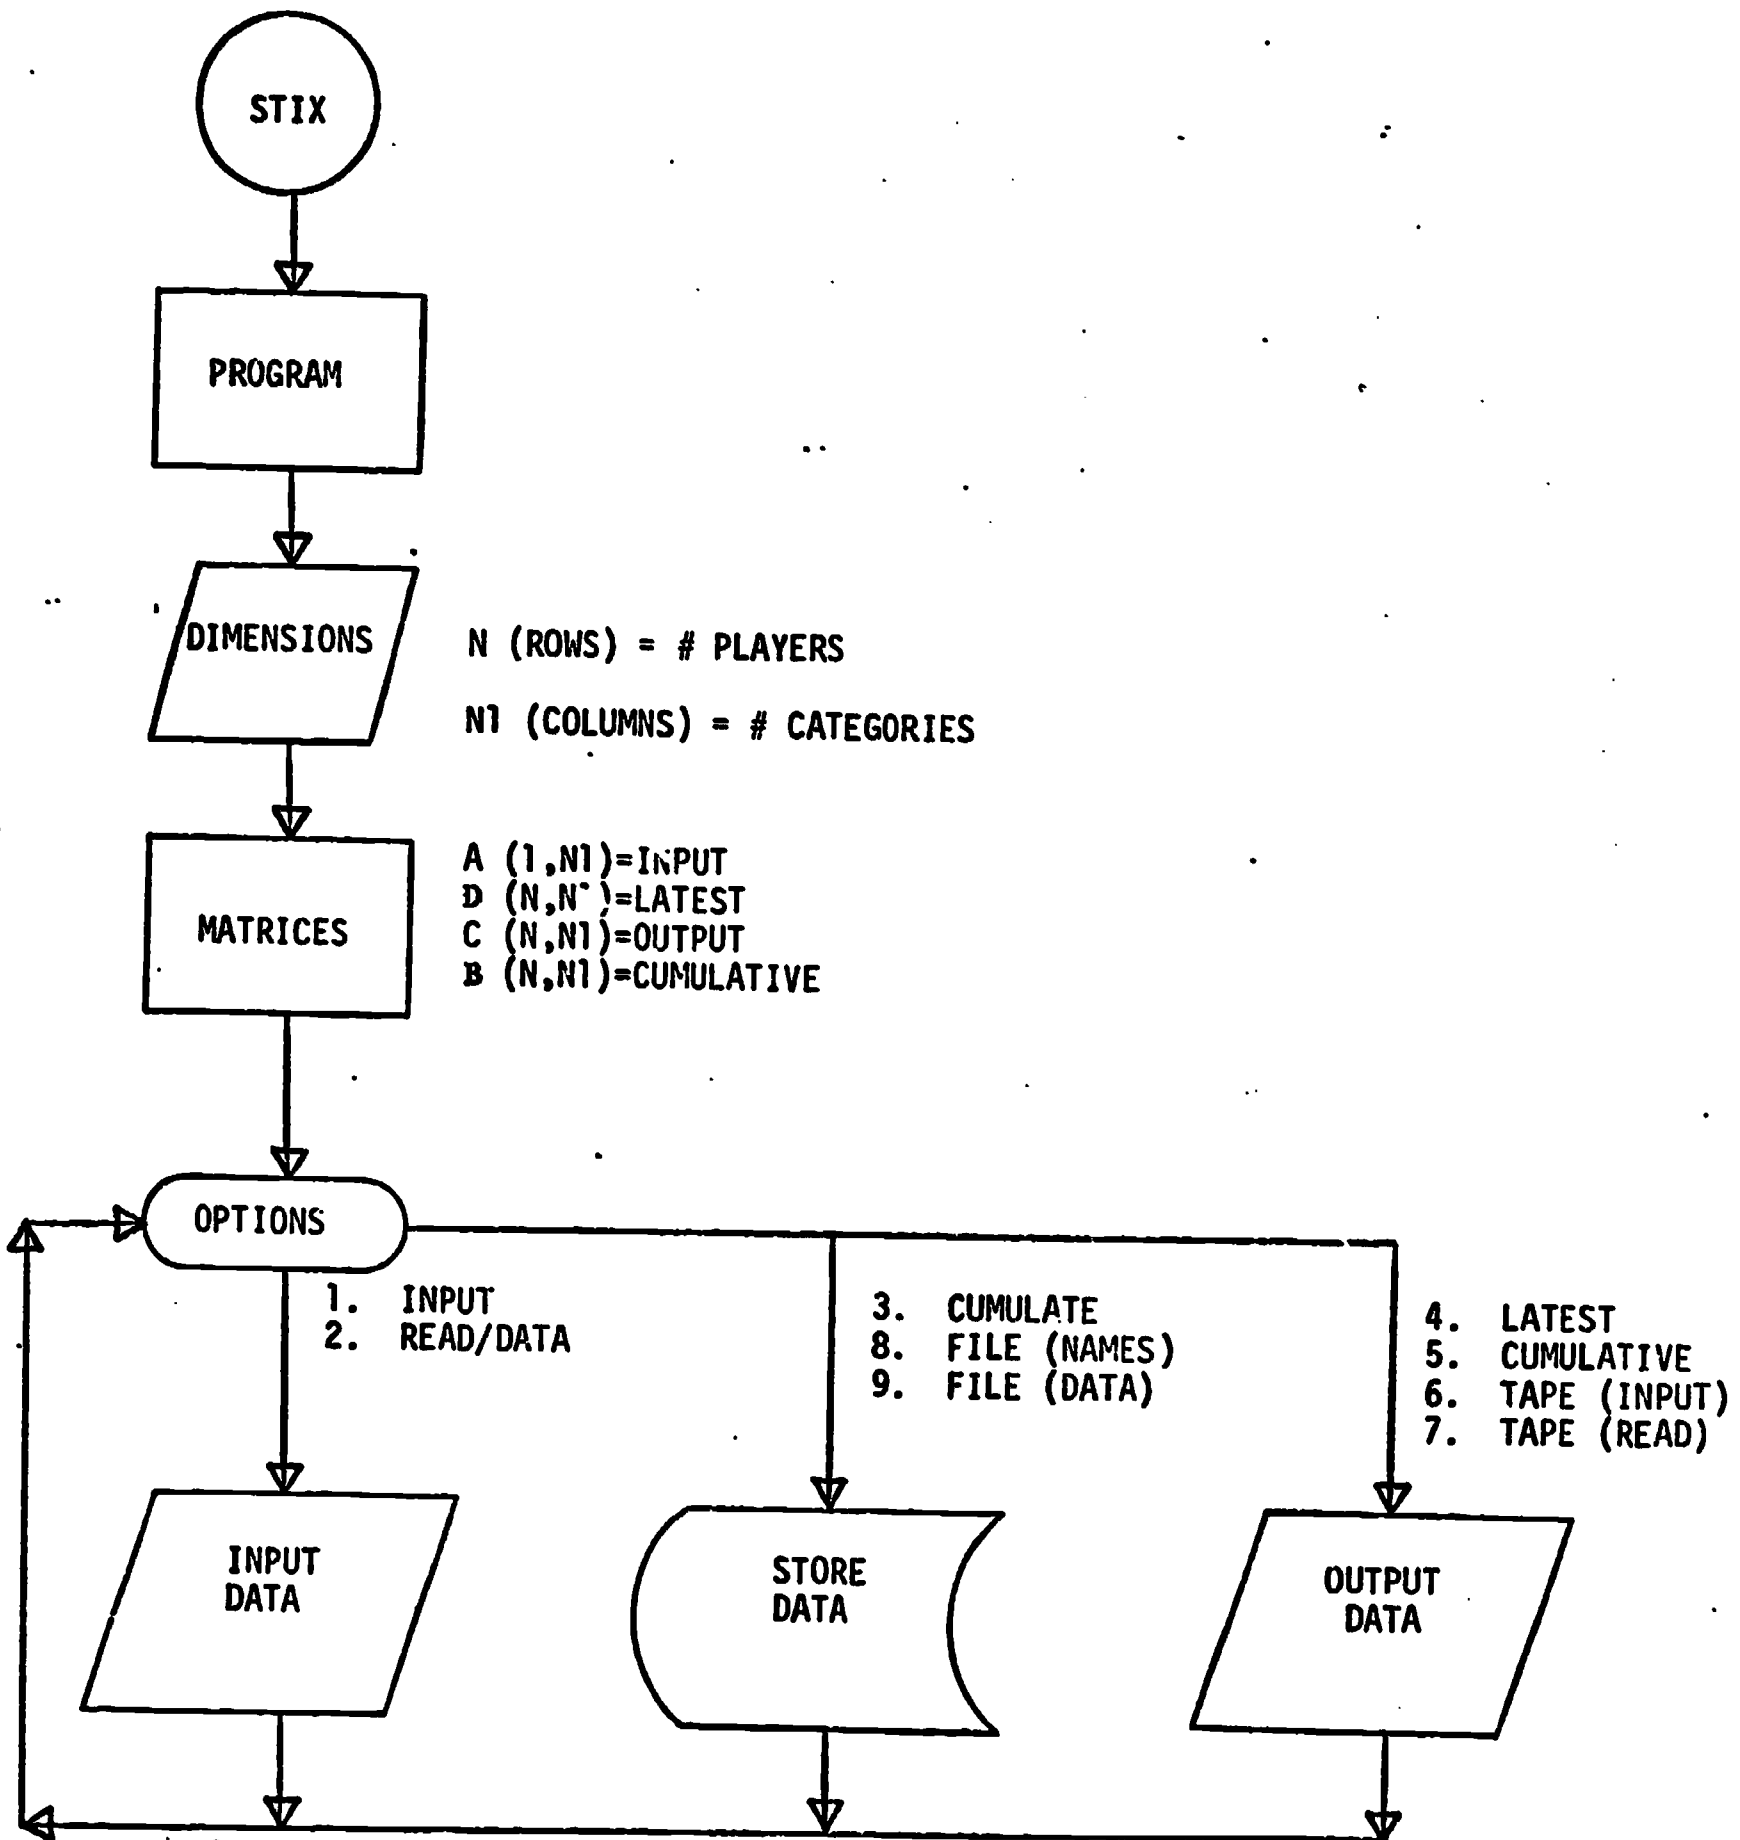 STIX
PROGRAM
DIMENSIONS
N (ROWS) = # PLAYERS
N1 (COLUMNS) = # CATEGORIES
MATRICES
A (1,N1)=INPUT
D (N,N )=LATEST
C (N,N1)=OUTPUT
B (N,N1)=CUMULATIVE
OPTIONS
1. INPUT
2. READ/DATA
3. CUMULATE
8. FILE (NAMES)
9. FILE (DATA)
4. LATEST
5. CUMULATIVE
6. TAPE (INPUT)
7. TAPE (READ)
INPUT
DATA
STORE
DATA
OUTPUT
DATA